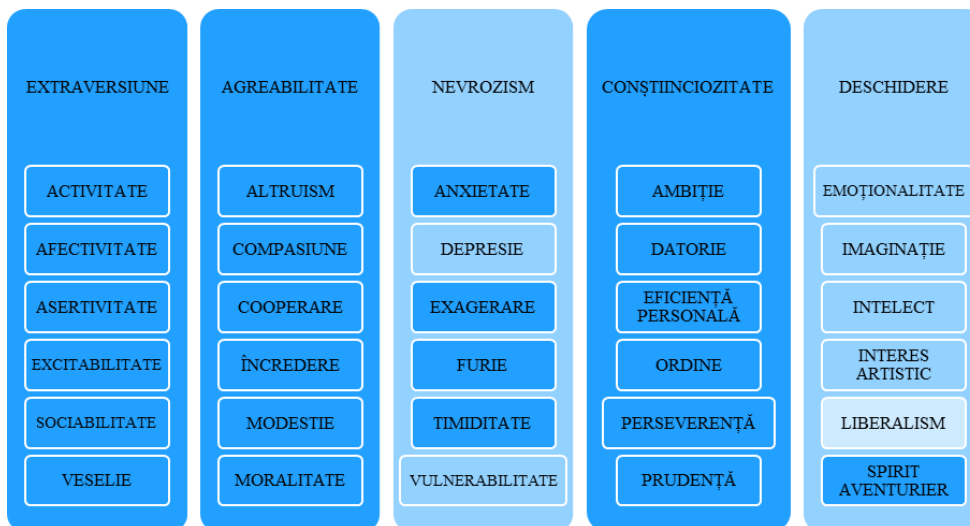 EXTRAVERSIUNE
ACTIVITATE
AFECTIVITATE
ASERTIVITATE
EXCITABILITATE
SOCIABILITATE
VESELIE
AGREABILITATE
ALTRUISM
COMPASIUNE
COOPERARE
ÎNCREDERE
MODESTIE
MORALITATE
NEVROZISM
ANXIETATE
DEPRESIE
EXAGERARE
FURIE
TIMIDITATE
VULNERABILITATE
CONȘTIINCIOZITATE
AMBIȚIE
DATORIE
EFICIENȚĂ
PERSONALĂ
ORDINE
PERSEVERENȚĂ
PRUDENȚĂ
DESCHIDERE
EMOȚIONALITATE
IMAGINAȚIE
INTELECT
INTERES
ARTISTIC
LIBERALISM
SPIRIT
AVENTURIER